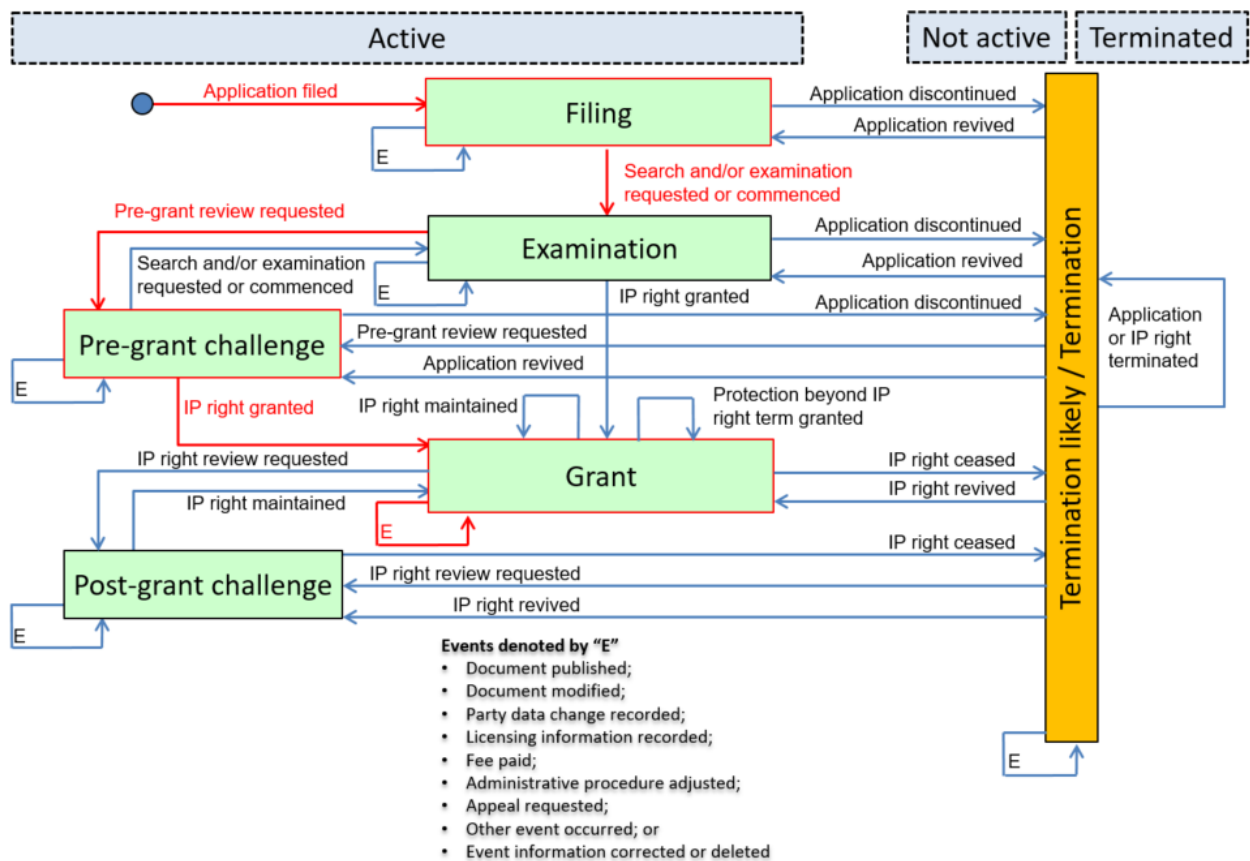 Active
Not active
Terminated
Application filed
Filing
Application discontinued
Application revived
E
Search and/or examination
requested or commenced
Pre-grant review requested
Examination
Application discontinued
Application revived
Search and/or examination
requested or commenced
E
IP right granted
Application discontinued
Pre-grant challenge
Pre-grant review requested
Application revived
E
Application
or IP right
terminated
IP right granted
IP right maintained
Protection beyond IP
right term granted
IP right review requested
Grant
IP right ceased
IP right revived
IP right maintained
E
IP right ceased
Post-grant challenge
IP right review requested
IP right revived
E
Termination likely / Termination
E
Events denoted by “E”
• Document published;
• Document modified;
• Party data change recorded;
• Licensing information recorded;
• Fee paid;
• Administrative procedure adjusted;
• Appeal requested;
• Other event occurred; or
• Event information corrected or deleted